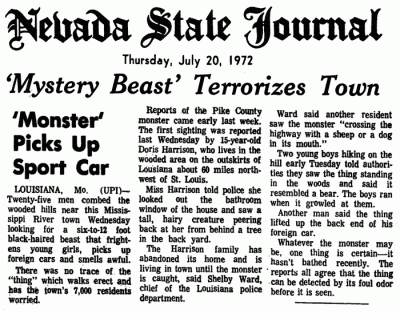 Nevada State Journal
Thursday, July 20, 1972
'Mystery Beast' Terrorizes Town
'Monster'
Picks Up
Sport Car
LOUISIANA, Mo. (UPI)—
Twenty-five men combed the
wooded hills near this Missis-
sippi River town Wednesday
looking for a six-to-12 foot
black-haired beast that fright-
ens young girls, picks up
foreign cars and smells awful.
There was no trace of the
"thing" which walks erect and
has the town's 7,000 residents
worried.
Reports of the Pike County
monster came early last week.
The first sighting was reported
last Wednesday by 15-year-old
Doris Harrison, who lives in the
wooded area on the outskirts of
Lousiana about 60 miles north-
west of St. Louis.
Miss Harrison told police she
looked out the bathroom
window of the house and saw a
tall, hairy creature peering
back at her from behind a tree
in the back yard.
The Harrison family has
abandoned its home and is
living in town until the monster
is caught, said Shelby Ward,
chief of the Louisiana police
department.
Ward said another resident
saw the monster "crossing the
highway with a sheep or a dog
in its mouth."
Two young boys hiking on the
hill early Tuesday told authori-
ties they saw the thing standing
in the woods and said it
resembled a bear. The boys ran
when it growled at them.
Another man said the thing
lifted up the back end of his
foreign car.
Whatever the monster may
be, one thing is certain—it
hasn't bathed recently. The
reports all agree that the thing
can be detected by its foul odor
before it is seen.